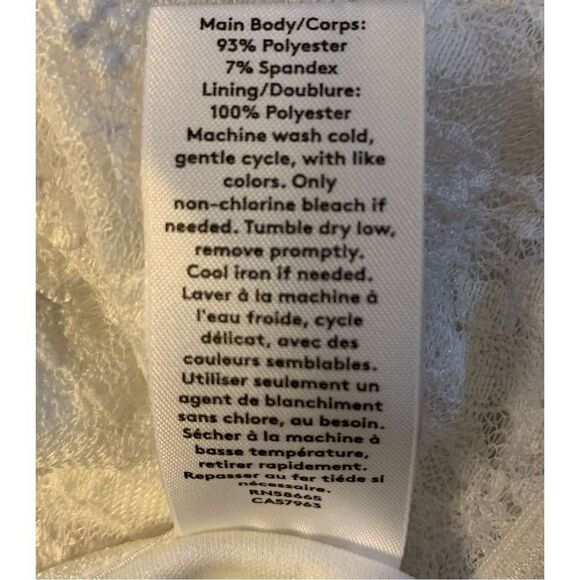 Main Body/Corps:
93% Polyester
7% Spandex
Lining/Doublure:
100% Polyester
Machine wash cold,
gentle cycle, with like
colors. Only
non-chlorine bleach if
needed. Tumble dry low,
remove promptly.
Cool iron if needed.
Laver à la machine à
l'eau froide, cycle
délicat, avec des
couleurs semblables.
Utiliser seulement un
agent de blanchiment
sans chlore, au besoin.
Sécher à la machine à
basse température,
retirer rapidement.
Repasser au fer tiéde si
nécessaire.
RN58665
CA57963